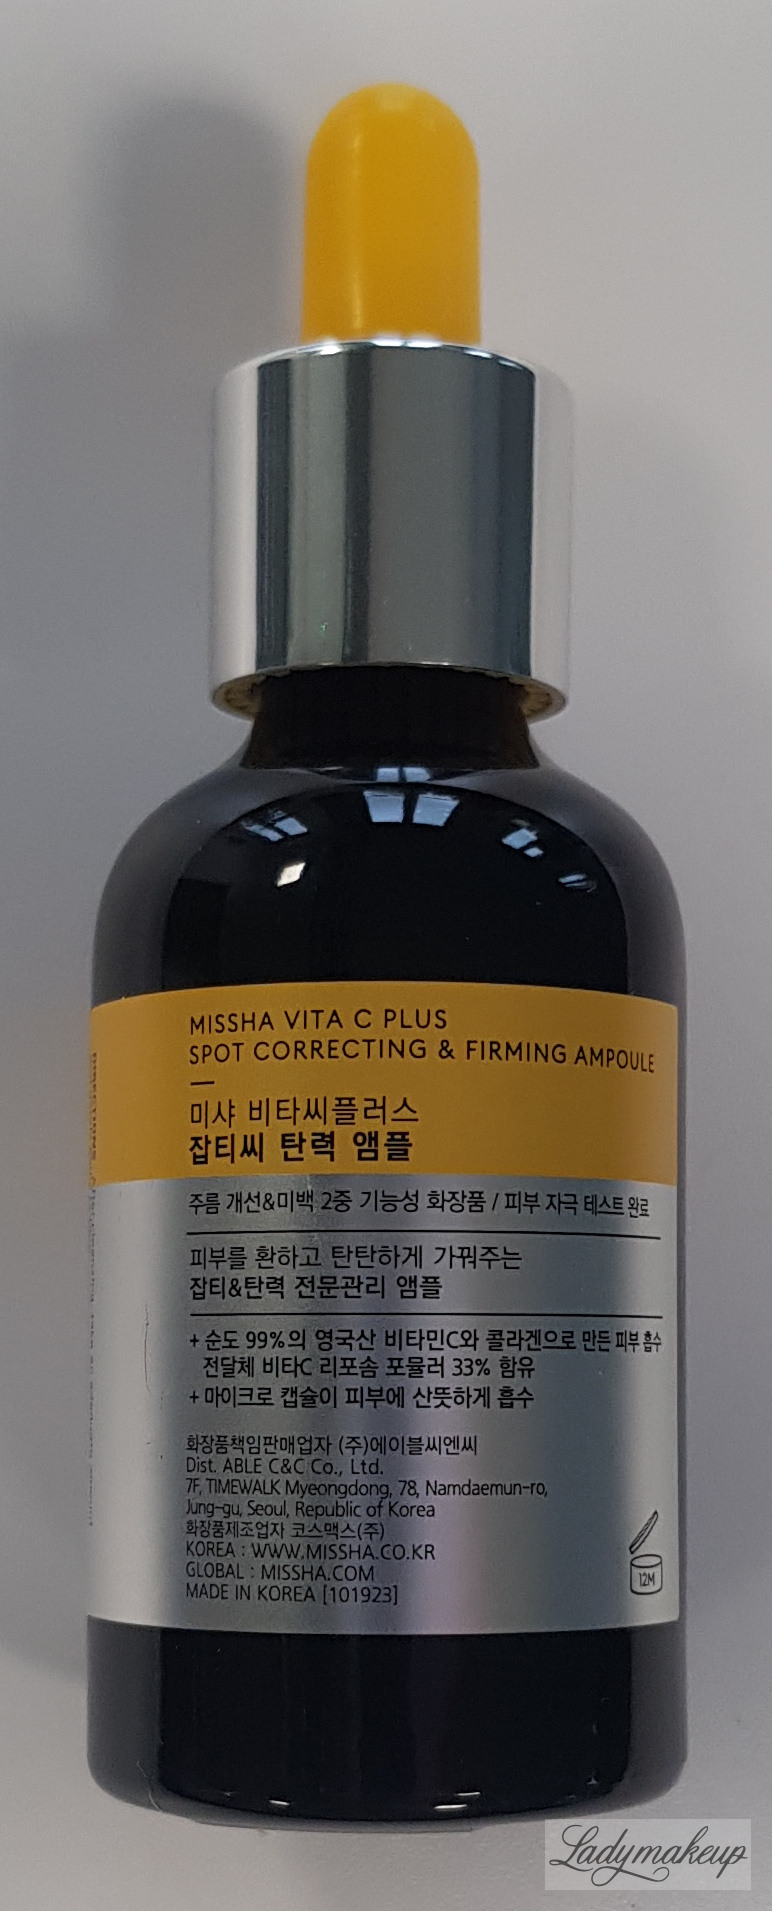 MISSHA VITA C PLUS
SPOT CORRECTING & FIRMING AMPOULE
미샤 비타씨플러스
잡티씨 탄력 앰플
주름 개선&미백 2중 기능성 화장품 / 피부 자극 테스트 완료
피부를 환하고 탄탄하게 가꿔주는
잡티&탄력 전문관리 앰플
+ 순도 99%의 영국산 비타민C와 콜라겐으로 만든 피부 흡수
전달체 비타C 리포솜 포뮬러 33% 함유
+ 마이크로 캡슐이 피부에 산뜻하게 흡수
화장품책임판매업자 (주)에이블씨엔씨
Dist. ABLE C&C Co., Ltd.
7F, TIMEWALK Myeongdong, 78, Namdaemun-ro,
Jung-gu, Seoul, Republic of Korea
화장품제조업자 코스맥스(주)
KOREA : WWW.MISSHA.CO.KR
GLOBAL : MISSHA.COM
MADE IN KOREA [101923]
12M
DIRECTIONS
Ladymakeup